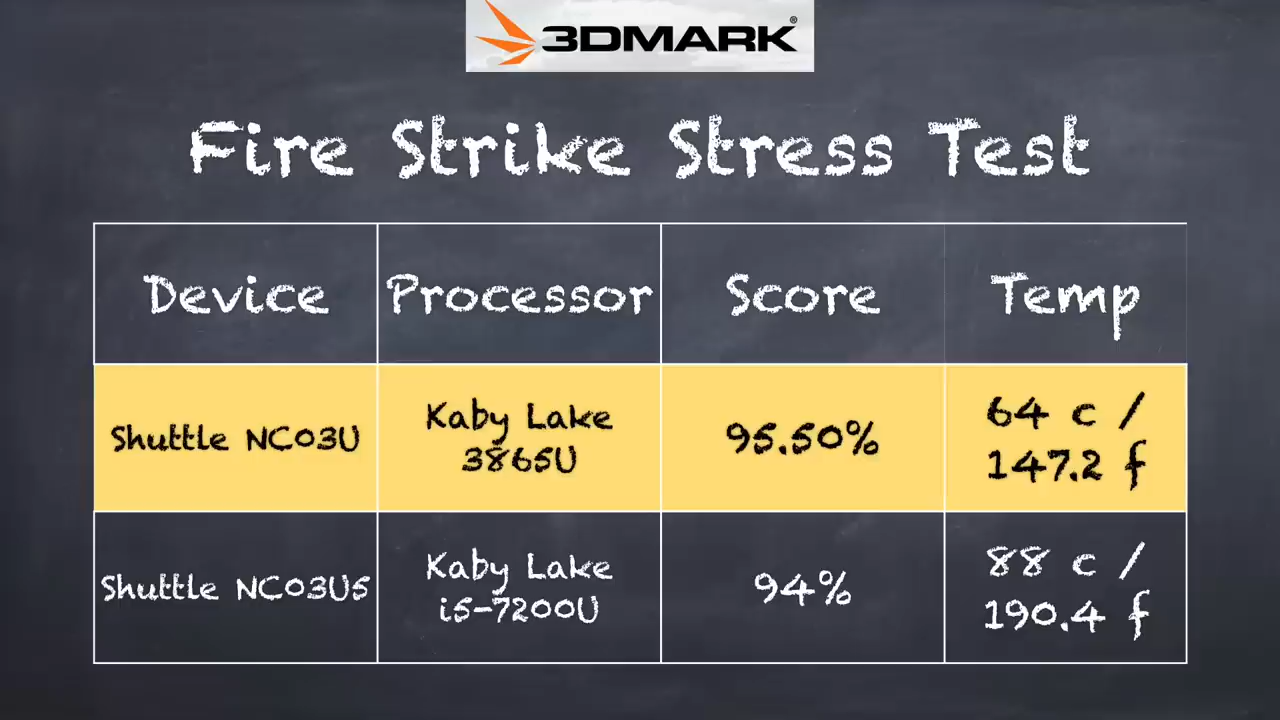 3DMARK®
Fire Strike Stress Test
Device Processor Score Temp
Shuttle NC03U Kaby Lake 3865U 95.50% 64 c / 147.2 f
Shuttle NC03U5 Kaby Lake i5-7200U 94% 88 c / 190.4 f